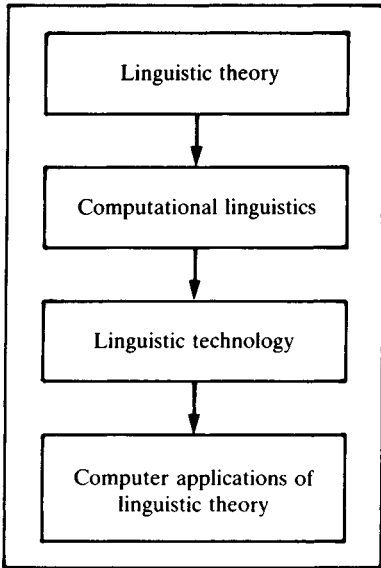 Linguistic theory
Computational linguistics
Linguistic technology
Computer applications of
linguistic theory